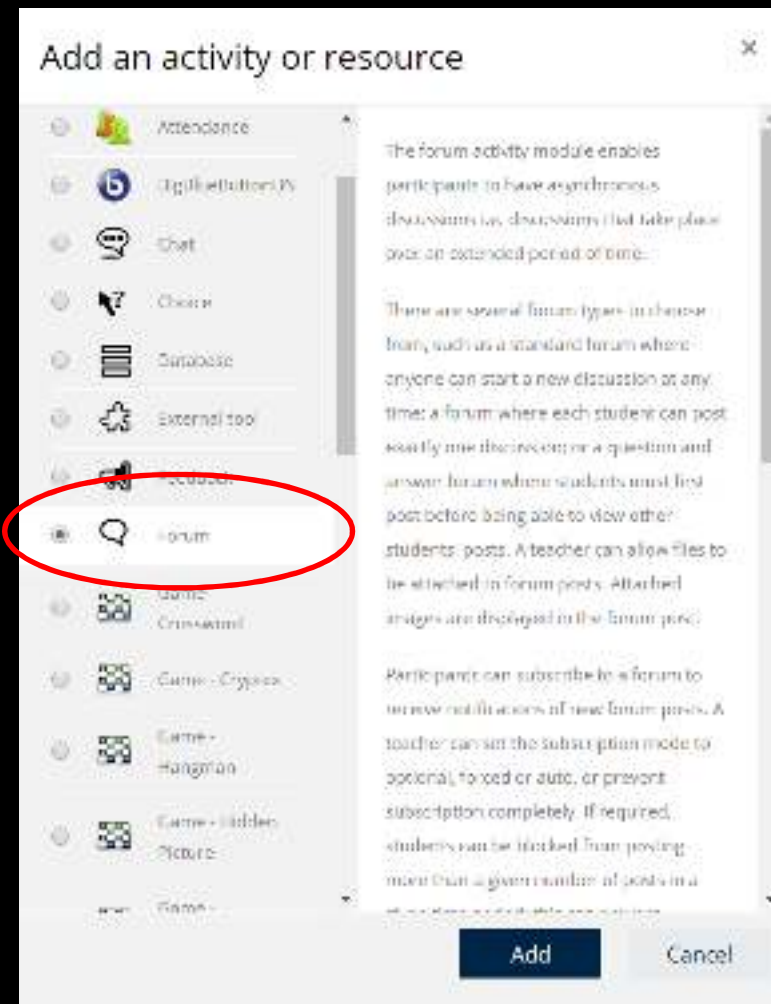 Add an activity or resource
×
Attendance
BigBlueButtonBN
Chat
Choice
Database
External tool
Feedback
Forum
Game -
Crossword
Game - Cryptex
Game -
Hangman
Game - Hidden
Picture
Game -
The forum activity module enables
participants to have asynchronous
discussions i.e. discussions that take place
over an extended period of time.
There are several forum types to choose
from, such as a standard forum where
anyone can start a new discussion at any
time; a forum where each student can post
exactly one discussion; or a question and
answer forum where students must first
post before being able to view other
students' posts. A teacher can allow files to
be attached to forum posts. Attached
images are displayed in the forum post.
Participants can subscribe to a forum to
receive notifications of new forum posts. A
teacher can set the subscription mode to
optional, forced or auto, or prevent
subscription completely. If required,
students can be blocked from posting
more than a given number of posts in a
Add
Cancel